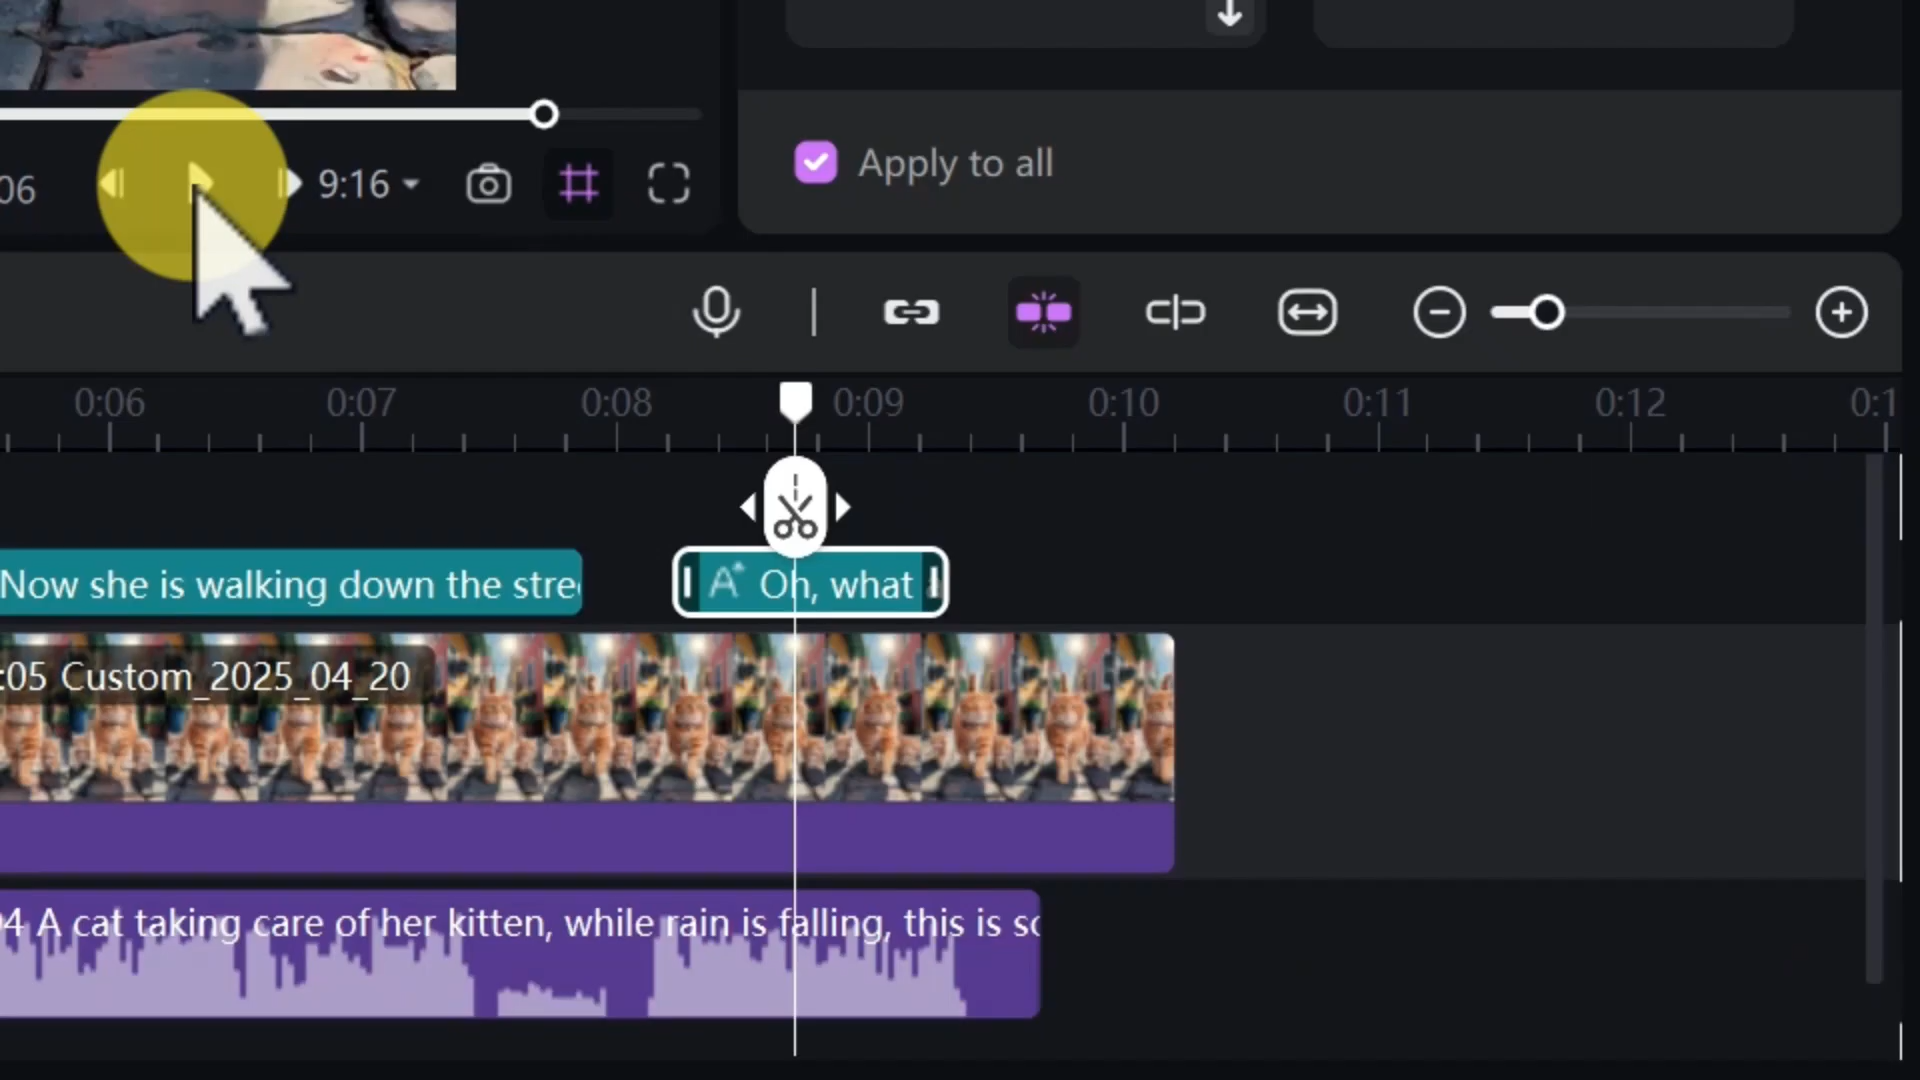 Apply to all
06 9:16
0:06 0:07 0:08 0:09 0:10 0:11 0:12 0:1
Now she is walking down the stre
A Oh, what
:05 Custom_2025_04_20
04 A cat taking care of her kitten, while rain is falling, this is so